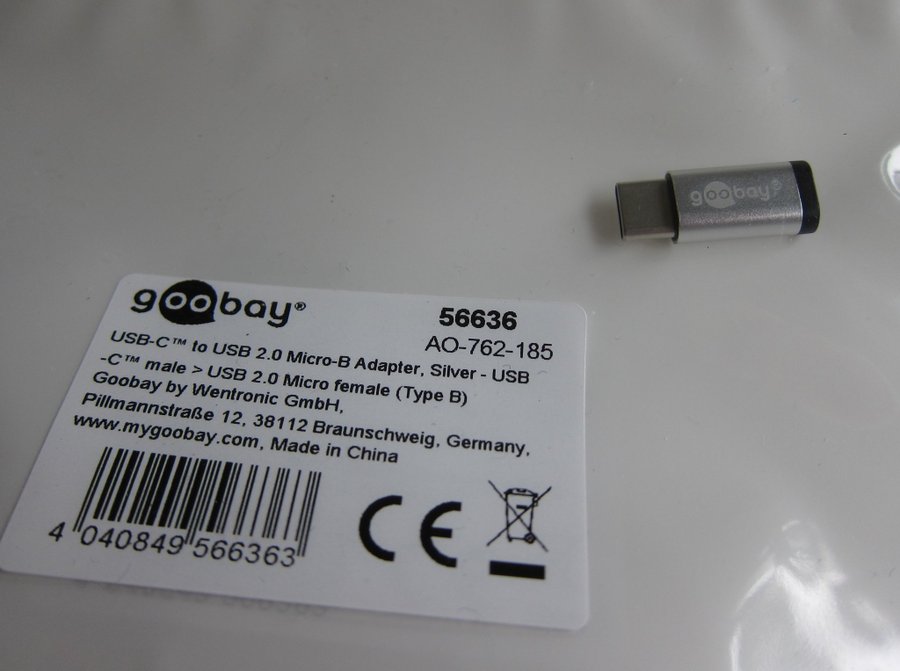 goobay®
goobay®
56636
AO-762-185
USB-C™ to USB 2.0 Micro-B Adapter, Silver - USB
-C™ male > USB 2.0 Micro female (Type B)
Goobay by Wentronic GmbH,
Pillmannstraße 12, 38112 Braunschweig, Germany,
www.mygoobay.com, Made in China
4 040849 566363
CE